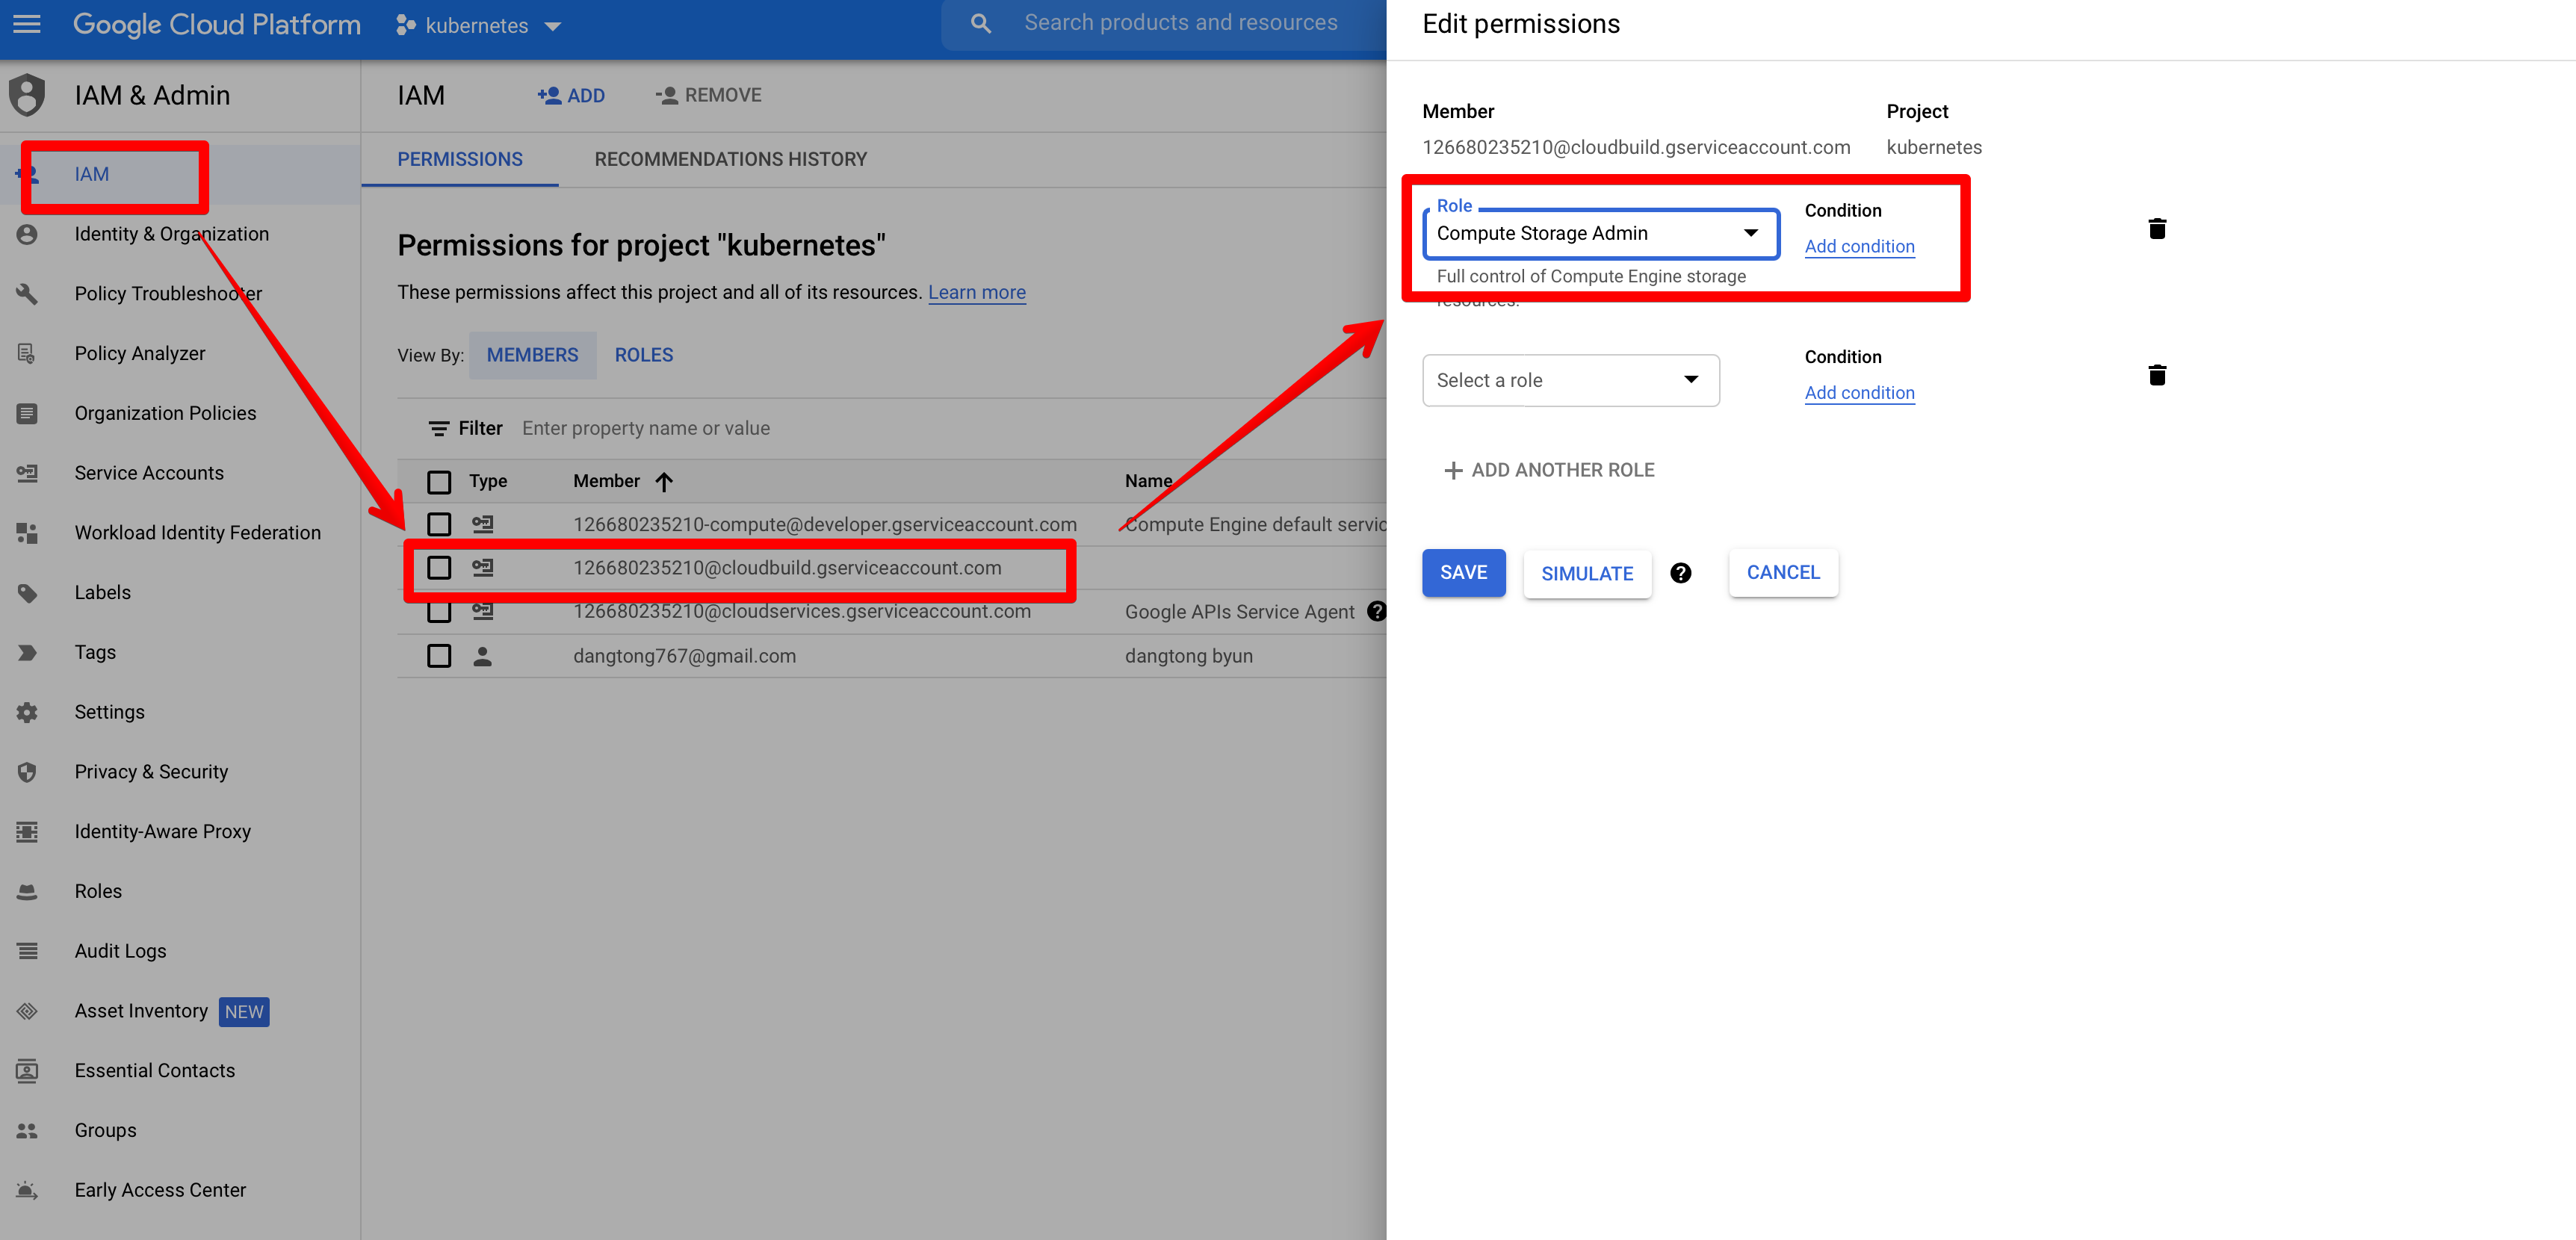 Google Cloud Platform
kubernetes
Search products and resources
IAM & Admin
IAM
Identity & Organization
Policy Troubleshooter
Policy Analyzer
Organization Policies
Service Accounts
Workload Identity Federation
Labels
Tags
Settings
Privacy & Security
Identity-Aware Proxy
Roles
Audit Logs
Asset Inventory NEW
Essential Contacts
Groups
Early Access Center
IAM
ADD
REMOVE
PERMISSIONS
RECOMMENDATIONS HISTORY
Permissions for project "kubernetes"
These permissions affect this project and all of its resources. Learn more
View By: MEMBERS ROLES
Filter Enter property name or value
Type Member Name
126680235210-compute@developer.gserviceaccount.com Compute Engine default servic
126680235210@cloudbuild.gserviceaccount.com
126680235210@cloudservices.gserviceaccount.com Google APIs Service Agent
dangtong767@gmail.com dangtong byun
Edit permissions
Member Project
126680235210@cloudbuild.gserviceaccount.com kubernetes
Role
Condition
Compute Storage Admin
Add condition
Full control of Compute Engine storage
resources.
Condition
Select a role
Add condition
ADD ANOTHER ROLE
SAVE SIMULATE CANCEL